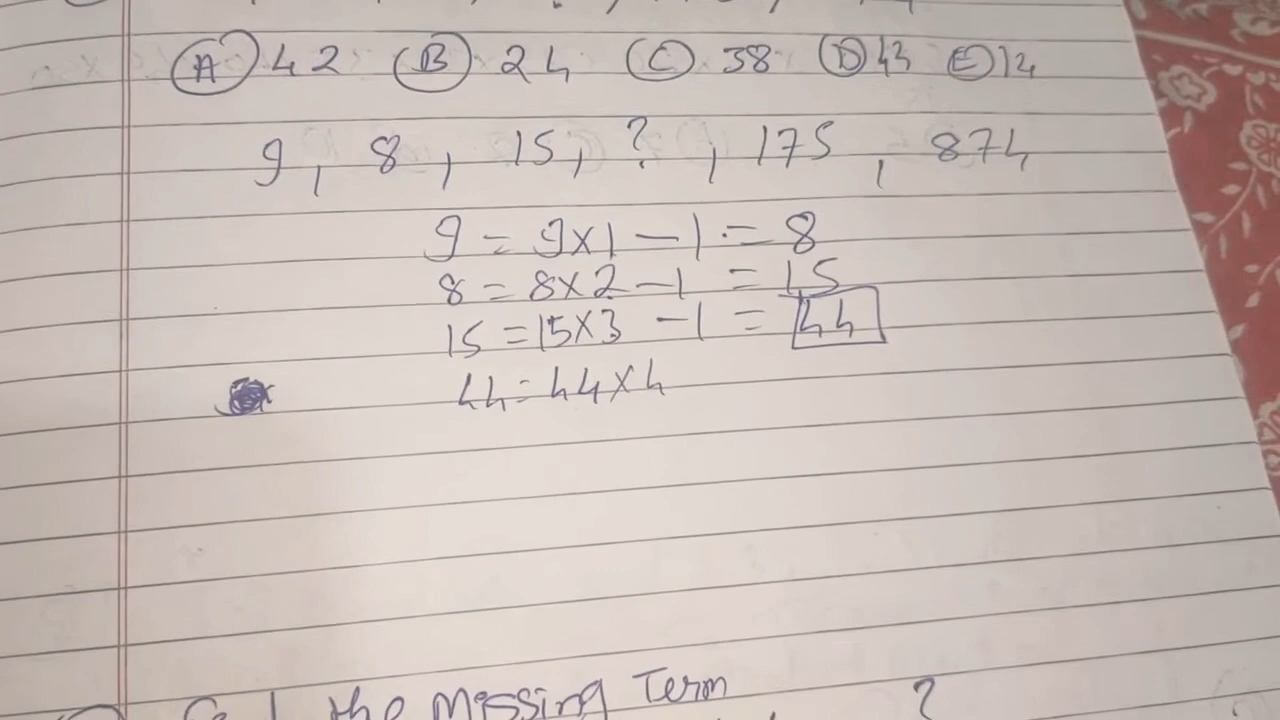 (A) 42 (B) 24 (C) 38 (D) 43 (E) 14
9, 8, 15, ?, 175, 874
9 = 9×1 - 1 = 8
8 = 8×2 - 1 = 15
15 = 15×3 - 1 = 44
44 = 44×4
the Missing Term ?